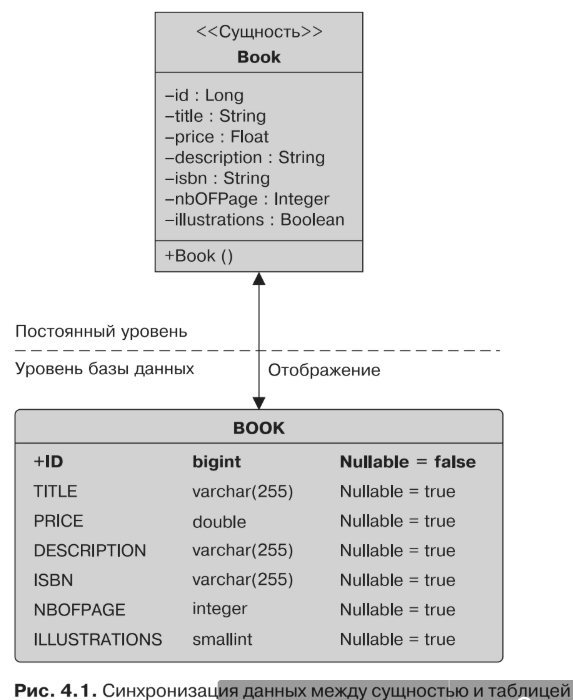 <<Сущность>>
Book
–id : Long
–title : String
–price : Float
–description : String
–isbn : String
–nbOFPage : Integer
–illustrations : Boolean
+Book ()
Постоянный уровень
Уровень базы данных
Отображение
BOOK
+ID bigint Nullable = false
TITLE varchar(255) Nullable = true
PRICE double Nullable = true
DESCRIPTION varchar(255) Nullable = true
ISBN varchar(255) Nullable = true
NBOFPAGE integer Nullable = true
ILLUSTRATIONS smallint Nullable = true
Рис. 4.1. Синхронизация данных между сущностью и таблицей